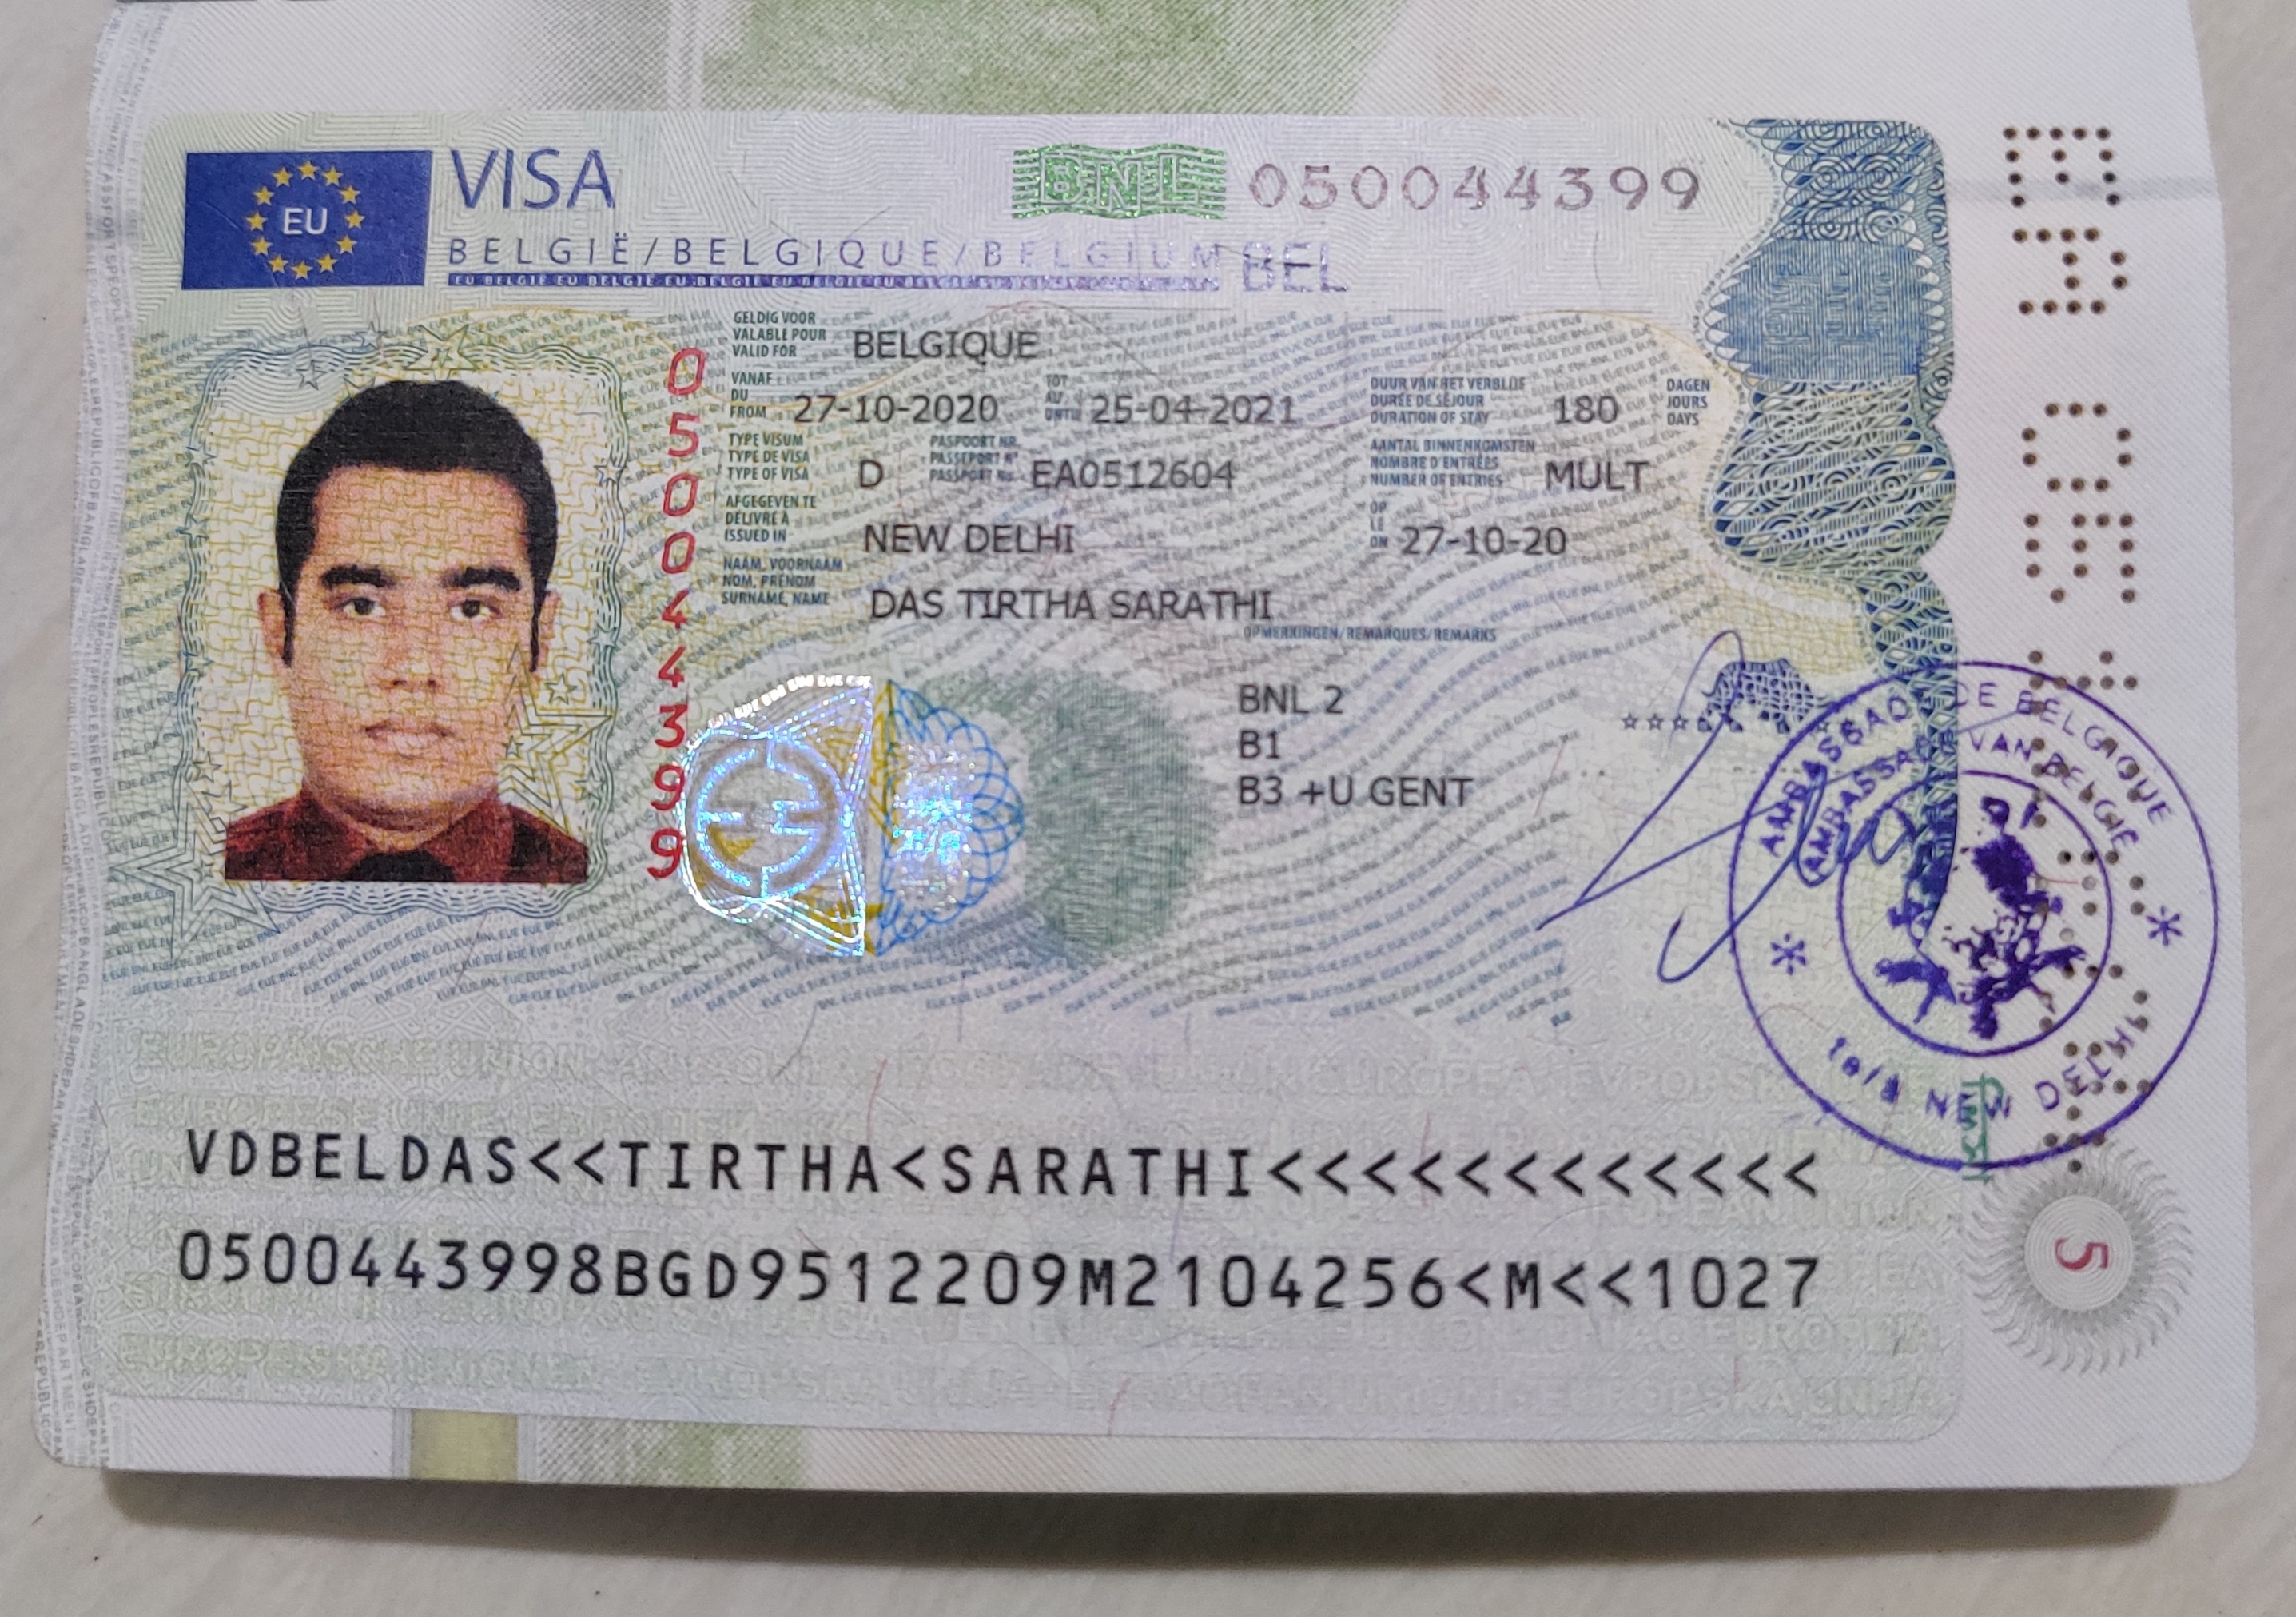 EU
VISA
BNL 050044399
BELGIË/BELGIQUE/BELGIUM BEL
GELDIG VOOR
VALABLE POUR
VALID FOR
BELGIQUE
VANAF
DU
FROM
27-10-2020
TOT
AU
UNTIL
25-04-2021
DUUR VAN HET VERBLIJF
DURÉE DE SÉJOUR
DURATION OF STAY
180
DAGEN
JOURS
DAYS
TYPE VISUM
TYPE DE VISA
TYPE OF VISA
D
PASPOORT NR.
PASSEPORT N°
PASSPORT No.
EA0512604
AANTAL BINNENKOMSTEN
NOMBRE D'ENTRÉES
NUMBER OF ENTRIES
MULT
AFGEGEVEN TE
DÉLIVRÉ À
ISSUED IN
NEW DELHI
OP
LE
ON
27-10-20
NAAM, VOORNAAM
NOM, PRÉNOM
SURNAME, NAME
DAS TIRTHA SARATHI
OPMERKINGEN/REMARQUES/REMARKS
BNL 2
B1
B3 +U GENT
050044399
AMBASSADE DE BELGIQUE
AMBASSADE VAN BELGIË
NEW DELHI
VDBELDAS<<TIRTHA<SARATHI<<<<<<<<<<<<
0500443998BGD9512209M2104256<M<<1027
5